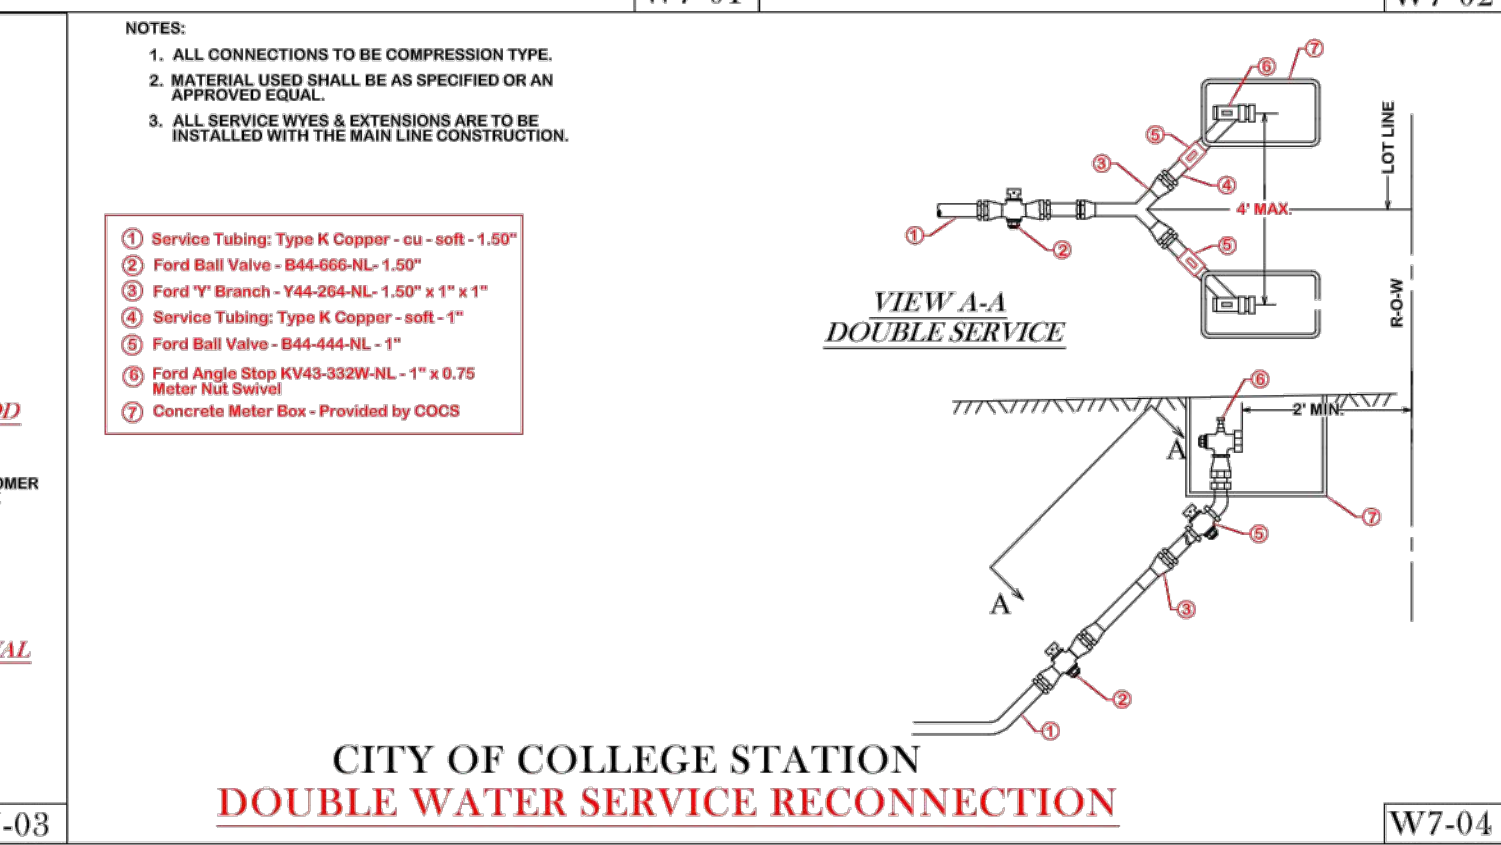 W7-01
W7-02
NOTES:
1. ALL CONNECTIONS TO BE COMPRESSION TYPE.
2. MATERIAL USED SHALL BE AS SPECIFIED OR AN
APPROVED EQUAL.
3. ALL SERVICE WYES & EXTENSIONS ARE TO BE
INSTALLED WITH THE MAIN LINE CONSTRUCTION.
1 Service Tubing: Type K Copper - cu - soft - 1.50"
2 Ford Ball Valve - B44-666-NL- 1.50"
3 Ford 'Y' Branch - Y44-264-NL- 1.50" x 1" x 1"
4 Service Tubing: Type K Copper - soft - 1"
5 Ford Ball Valve - B44-444-NL - 1"
6 Ford Angle Stop KV43-332W-NL - 1" x 0.75
Meter Nut Swivel
7 Concrete Meter Box - Provided by COCS
7
6
5
3
4
1
2
5
4' MAX.
LOT LINE
R-O-W
VIEW A-A
DOUBLE SERVICE
6
2' MIN.
A
7
5
A
3
2
1
OMER
CITY OF COLLEGE STATION
DOUBLE WATER SERVICE RECONNECTION
-03
W7-04